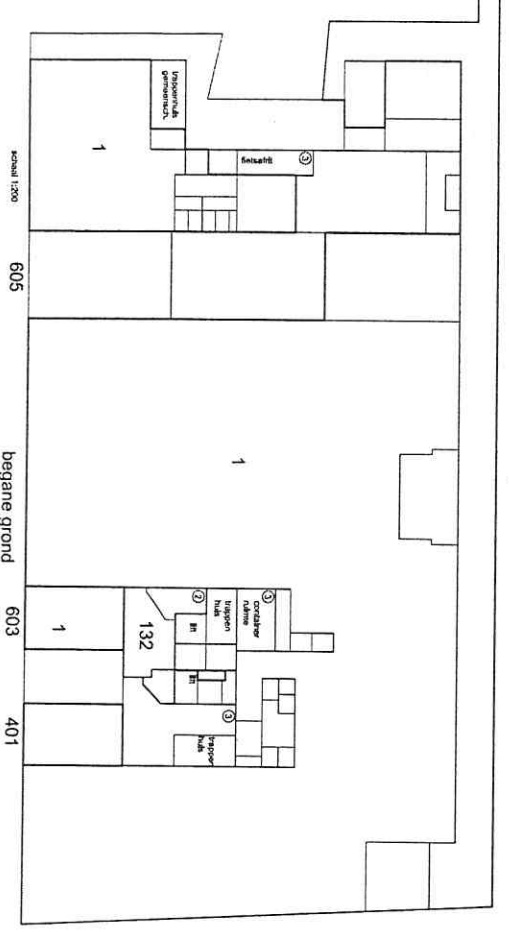 trappenhuis
gemeensch.
1
schaal 1:200
fietsafrit
3
605
1
begane grond
603
1
132
2
lift
trappen
huis
3
container
ruimte
lift
3
trappen
huis
401